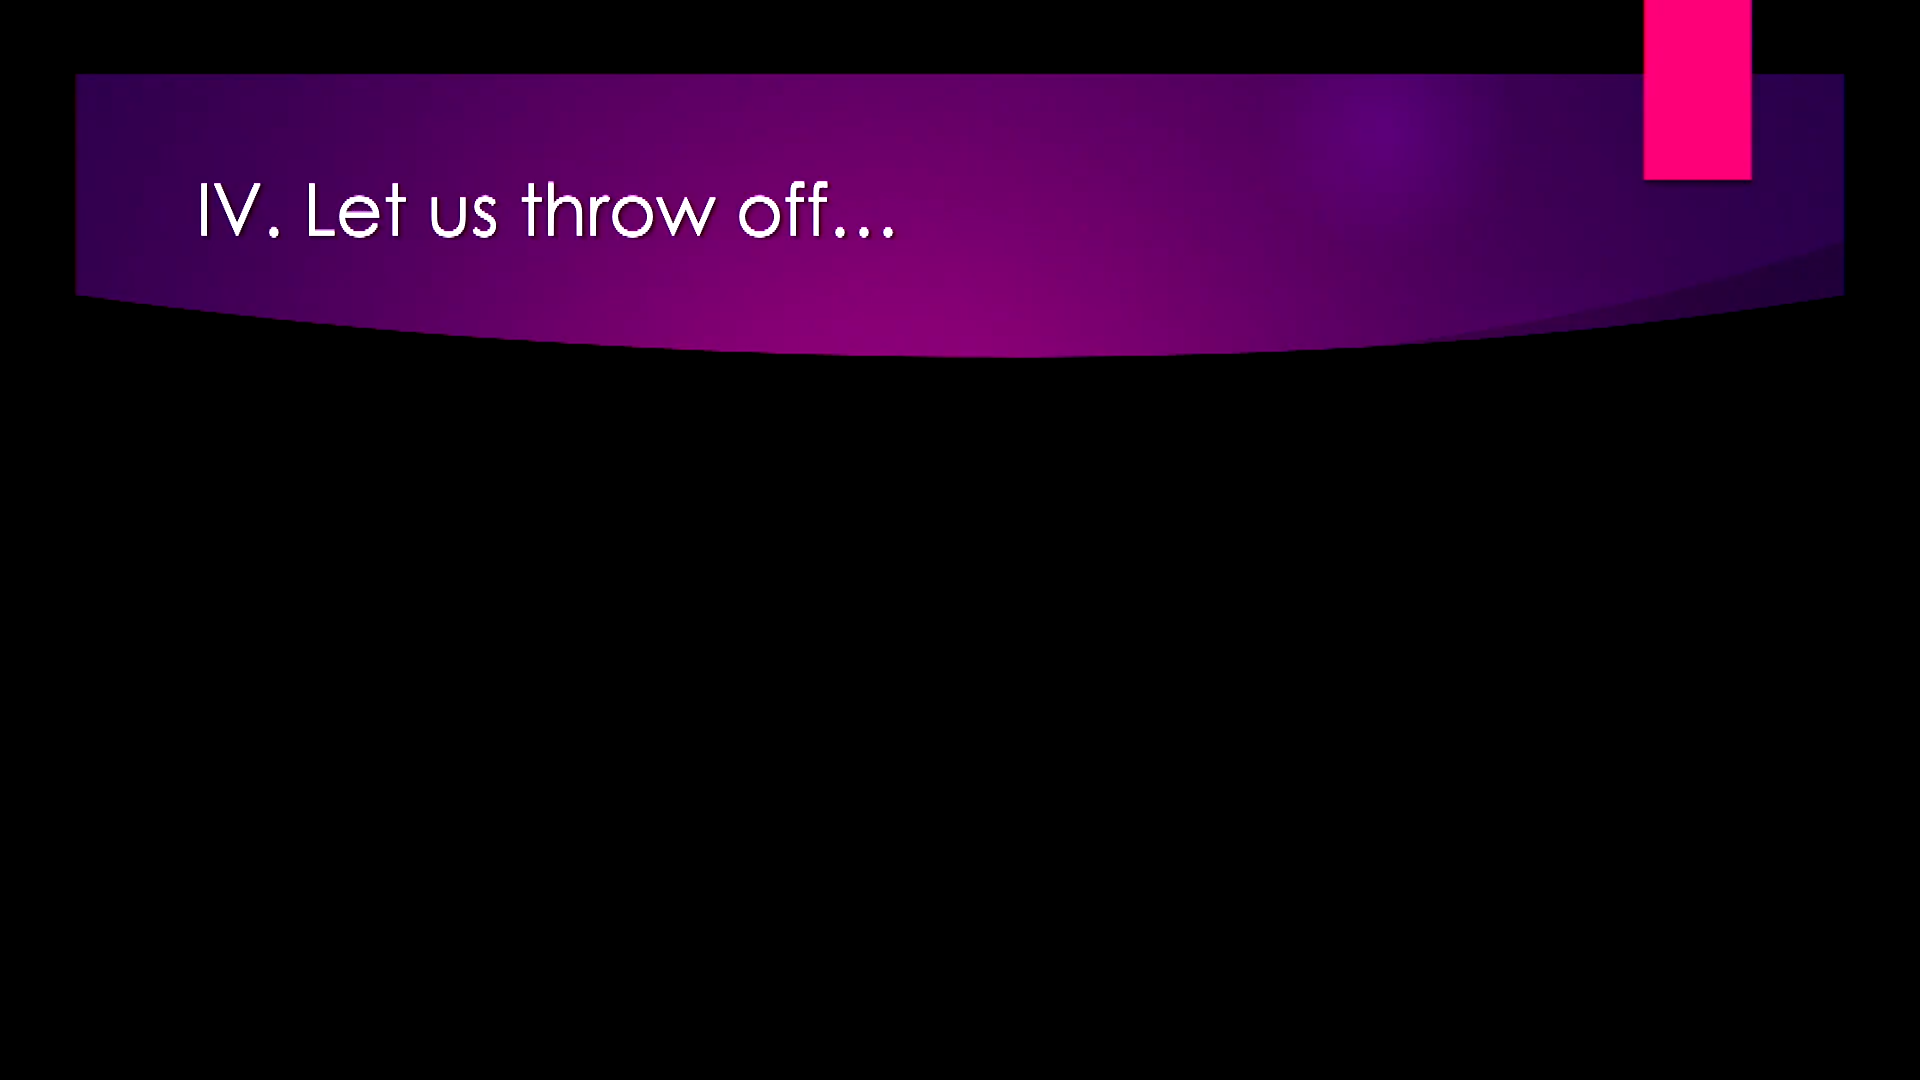 IV. Let us throw off…